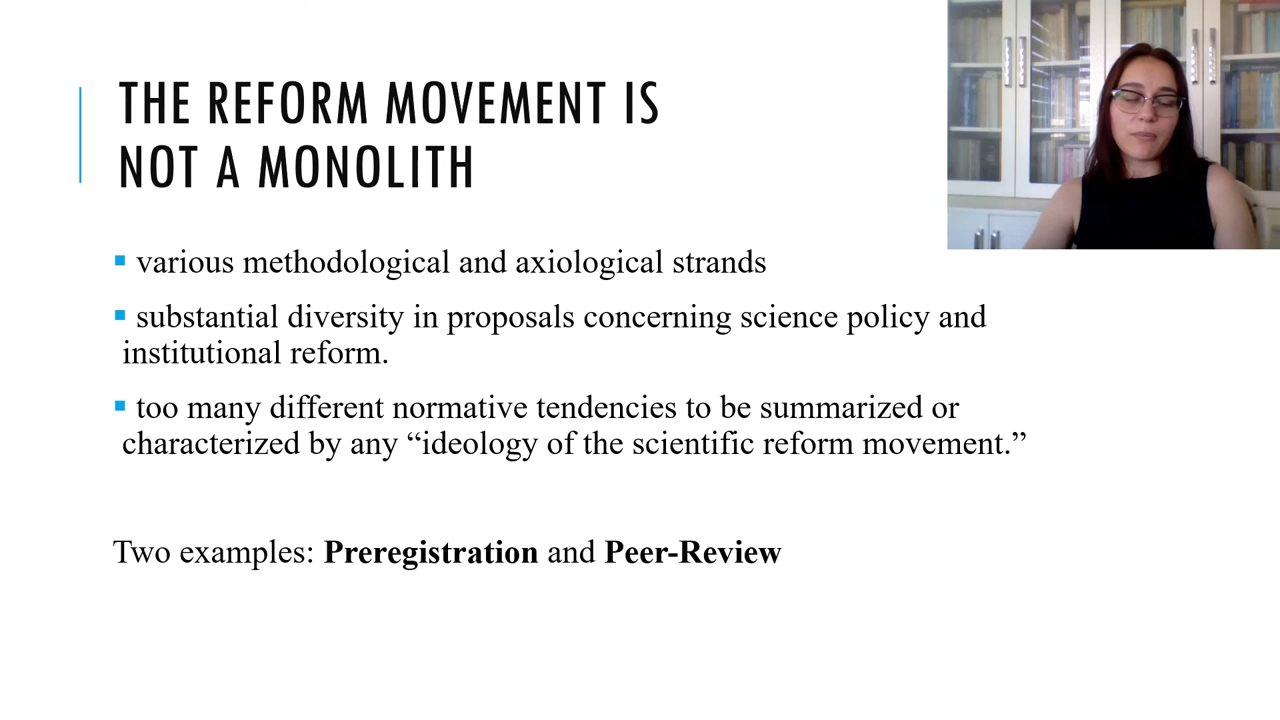 THE REFORM MOVEMENT IS
NOT A MONOLITH
▪ various methodological and axiological strands
▪ substantial diversity in proposals concerning science policy and
institutional reform.
▪ too many different normative tendencies to be summarized or
characterized by any “ideology of the scientific reform movement.”
Two examples: Preregistration and Peer-Review